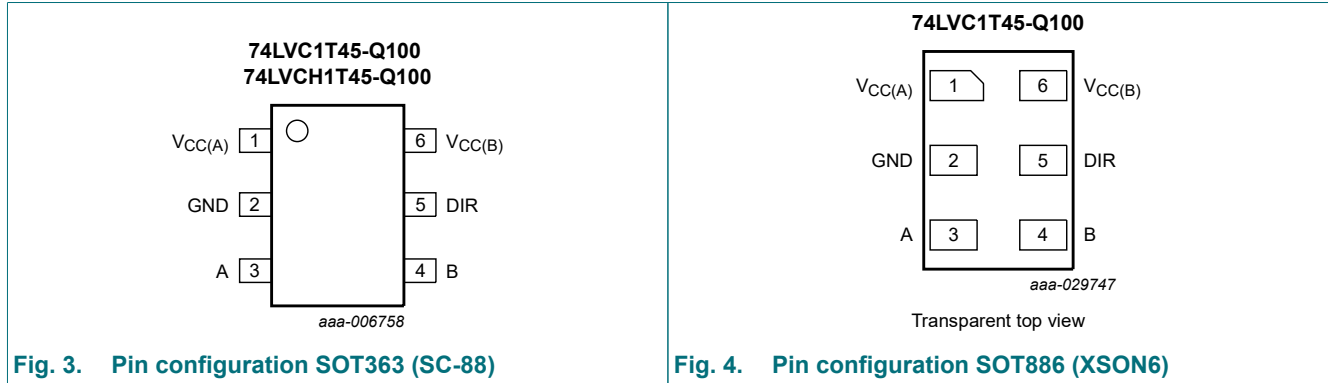 74LVC1T45-Q100
74LVCH1T45-Q100
VCC(A) 1
6 VCC(B)
GND 2
5 DIR
A 3
4 B
aaa-006758
Fig. 3. Pin configuration SOT363 (SC-88)
74LVC1T45-Q100
VCC(A) 1
6 VCC(B)
GND 2
5 DIR
A 3
4 B
aaa-029747
Transparent top view
Fig. 4. Pin configuration SOT886 (XSON6)